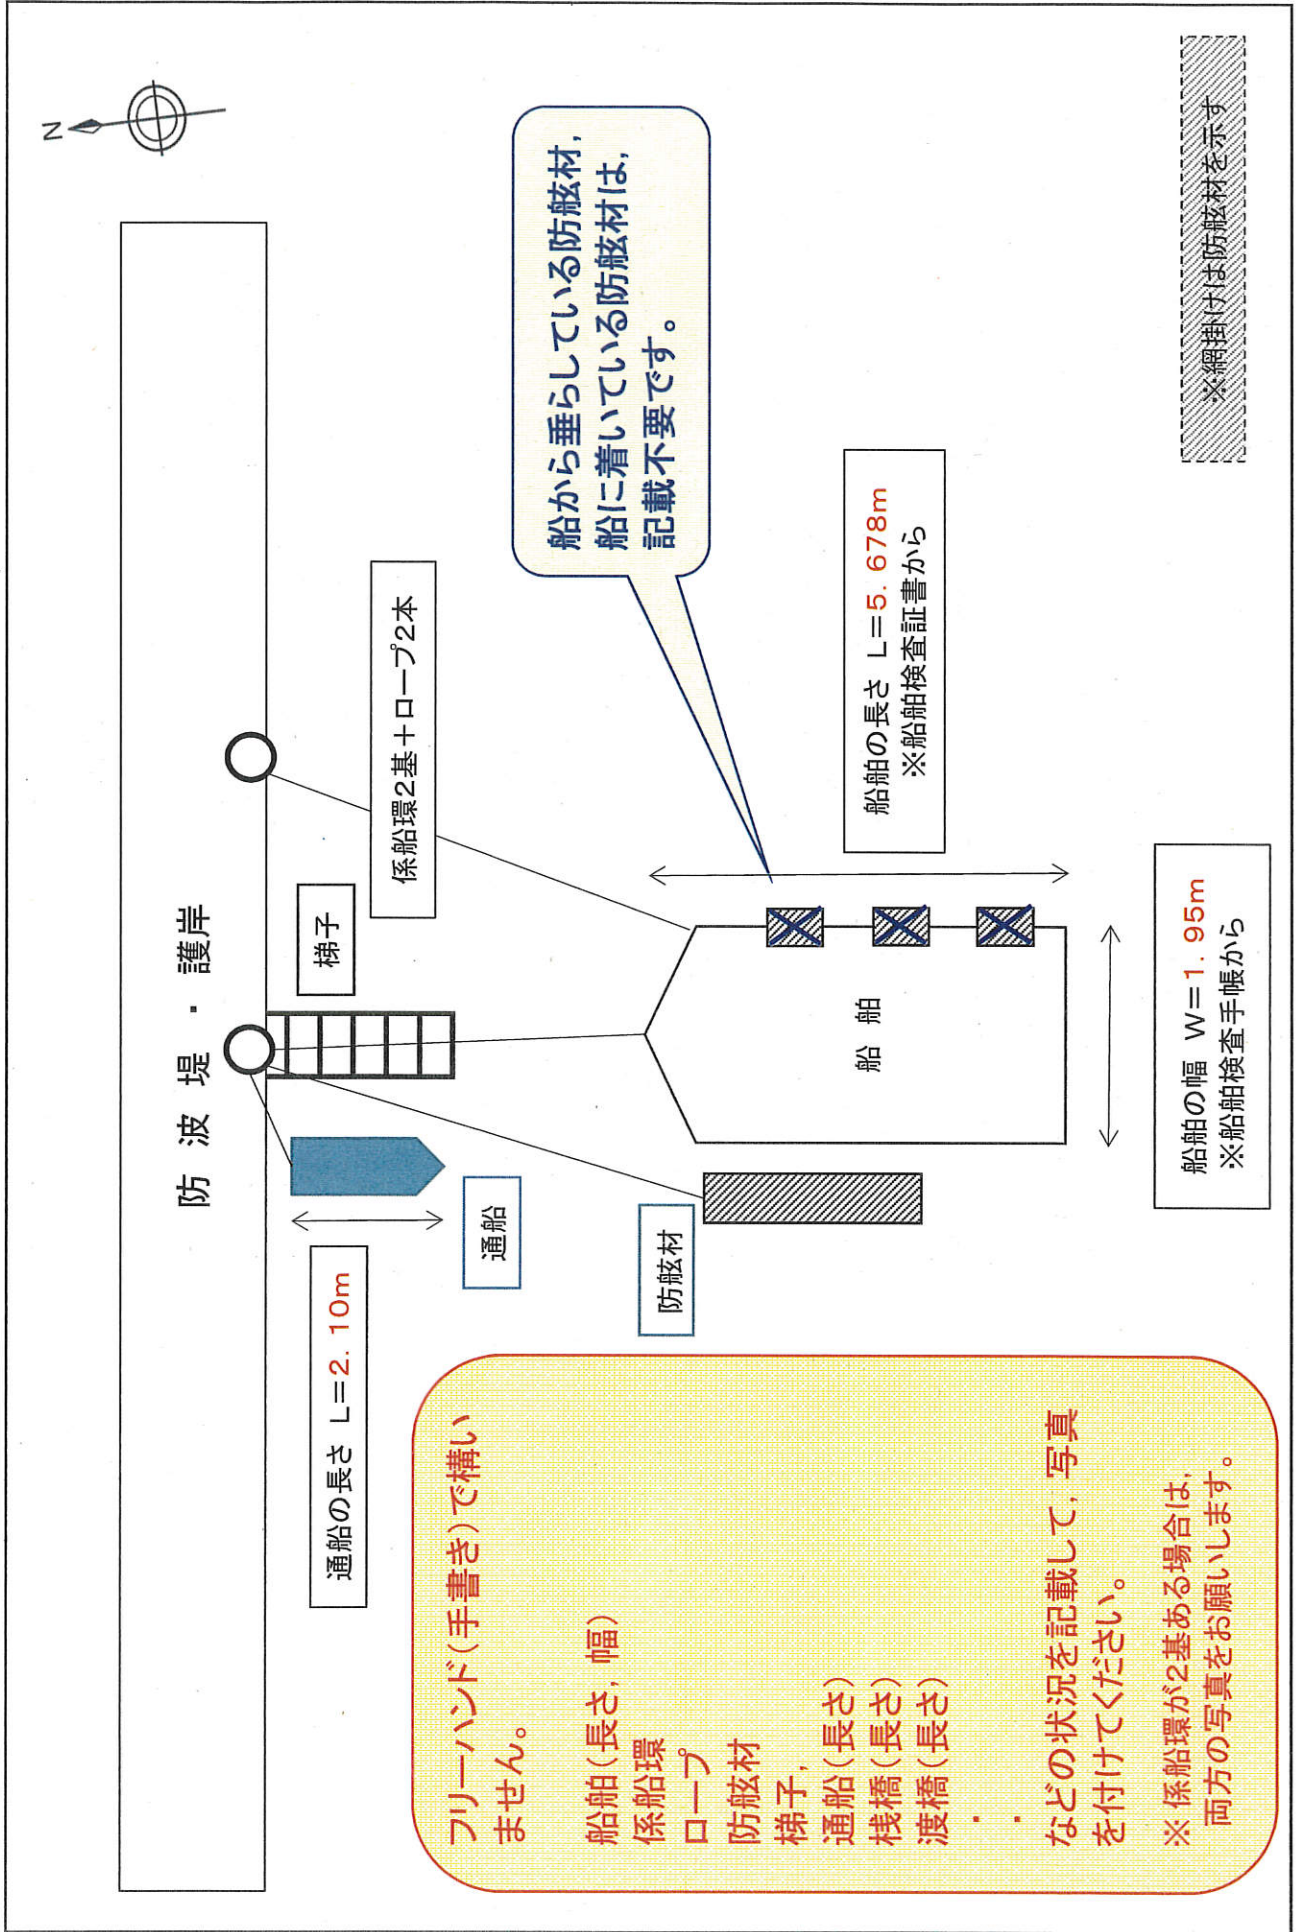 N
防波堤・護岸
梯子
係船環2基＋ロープ2本
通船の長さ L＝2．10m
通船
防舷材
船舶
船から垂らしている防舷材，
船に着いている防舷材は，
記載不要です。
船舶の長さ L＝5．678m
※船舶検査証書から
船舶の幅 W＝1．95m
※船舶検査手帳から
※網掛けは防舷材を示す
フリーハンド（手書き）で構い
ません。
船舶（長さ，幅）
係船環
ロープ
防舷材
梯子，
通船（長さ）
桟橋（長さ）
渡橋（長さ）
・
・
などの状況を記載して，写真
を付けてください。
※係船環が2基ある場合は，
両方の写真をお願いします。